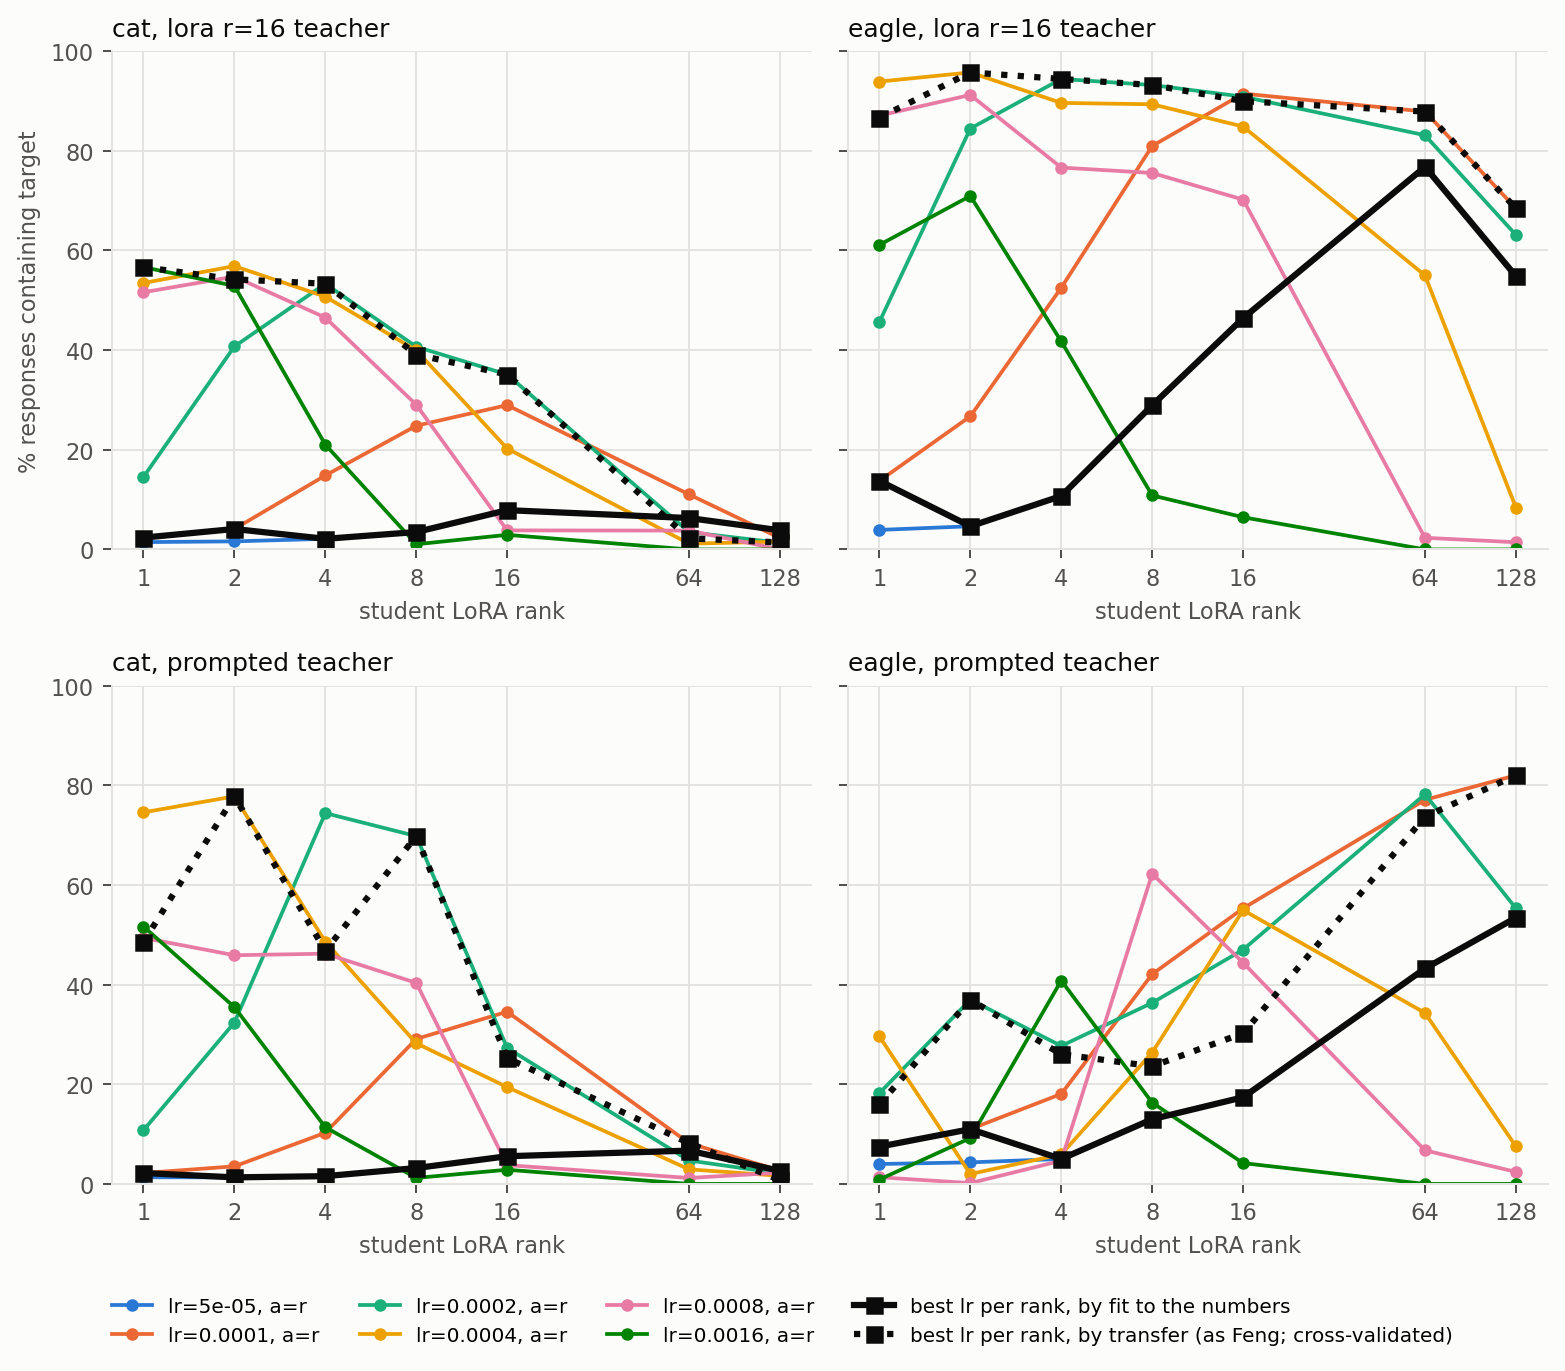 cat, lora r=16 teacher
eagle, lora r=16 teacher
% responses containing target
100
80
60
40
20
0
1 2 4 8 16 64 128
1 2 4 8 16 64 128
student LoRA rank
student LoRA rank
cat, prompted teacher
eagle, prompted teacher
100
80
60
40
20
0
1 2 4 8 16 64 128
1 2 4 8 16 64 128
student LoRA rank
student LoRA rank
lr=5e-05, a=r
lr=0.0001, a=r
lr=0.0002, a=r
lr=0.0004, a=r
lr=0.0008, a=r
lr=0.0016, a=r
best lr per rank, by fit to the numbers
best lr per rank, by transfer (as Feng; cross-validated)